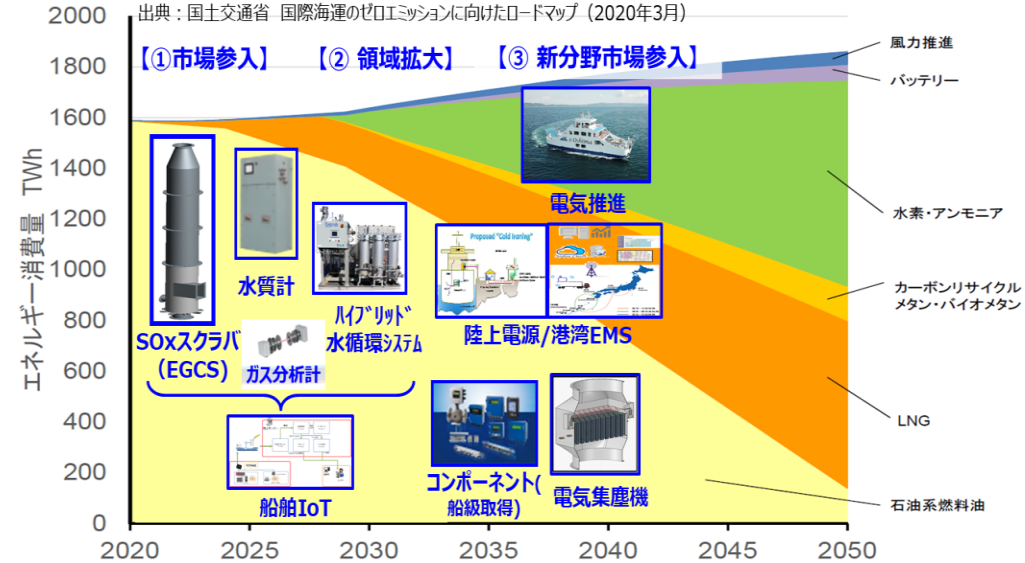 出典：国土交通省 国際海運のゼロエミッションに向けたロードマップ（2020年3月）
【①市場参入】
【② 領域拡大】
【③ 新分野市場参入】
エネルギー消費量 TWh
2000
1800
1600
1400
1200
1000
800
600
400
200
0
2020
2025
2030
2035
2040
2045
2050
風力推進
バッテリー
水素・アンモニア
カーボンリサイクル
メタン・バイオメタン
LNG
石油系燃料油
SOxスクラバ
（EGCS）
水質計
ガス分析計
ﾊｲﾌﾞﾘｯﾄﾞ
水循環ｼｽﾃﾑ
船舶IoT
電気推進
Proposed "Cold Ironing"
陸上電源/港湾EMS
コンポーネント(
船級取得)
電気集塵機